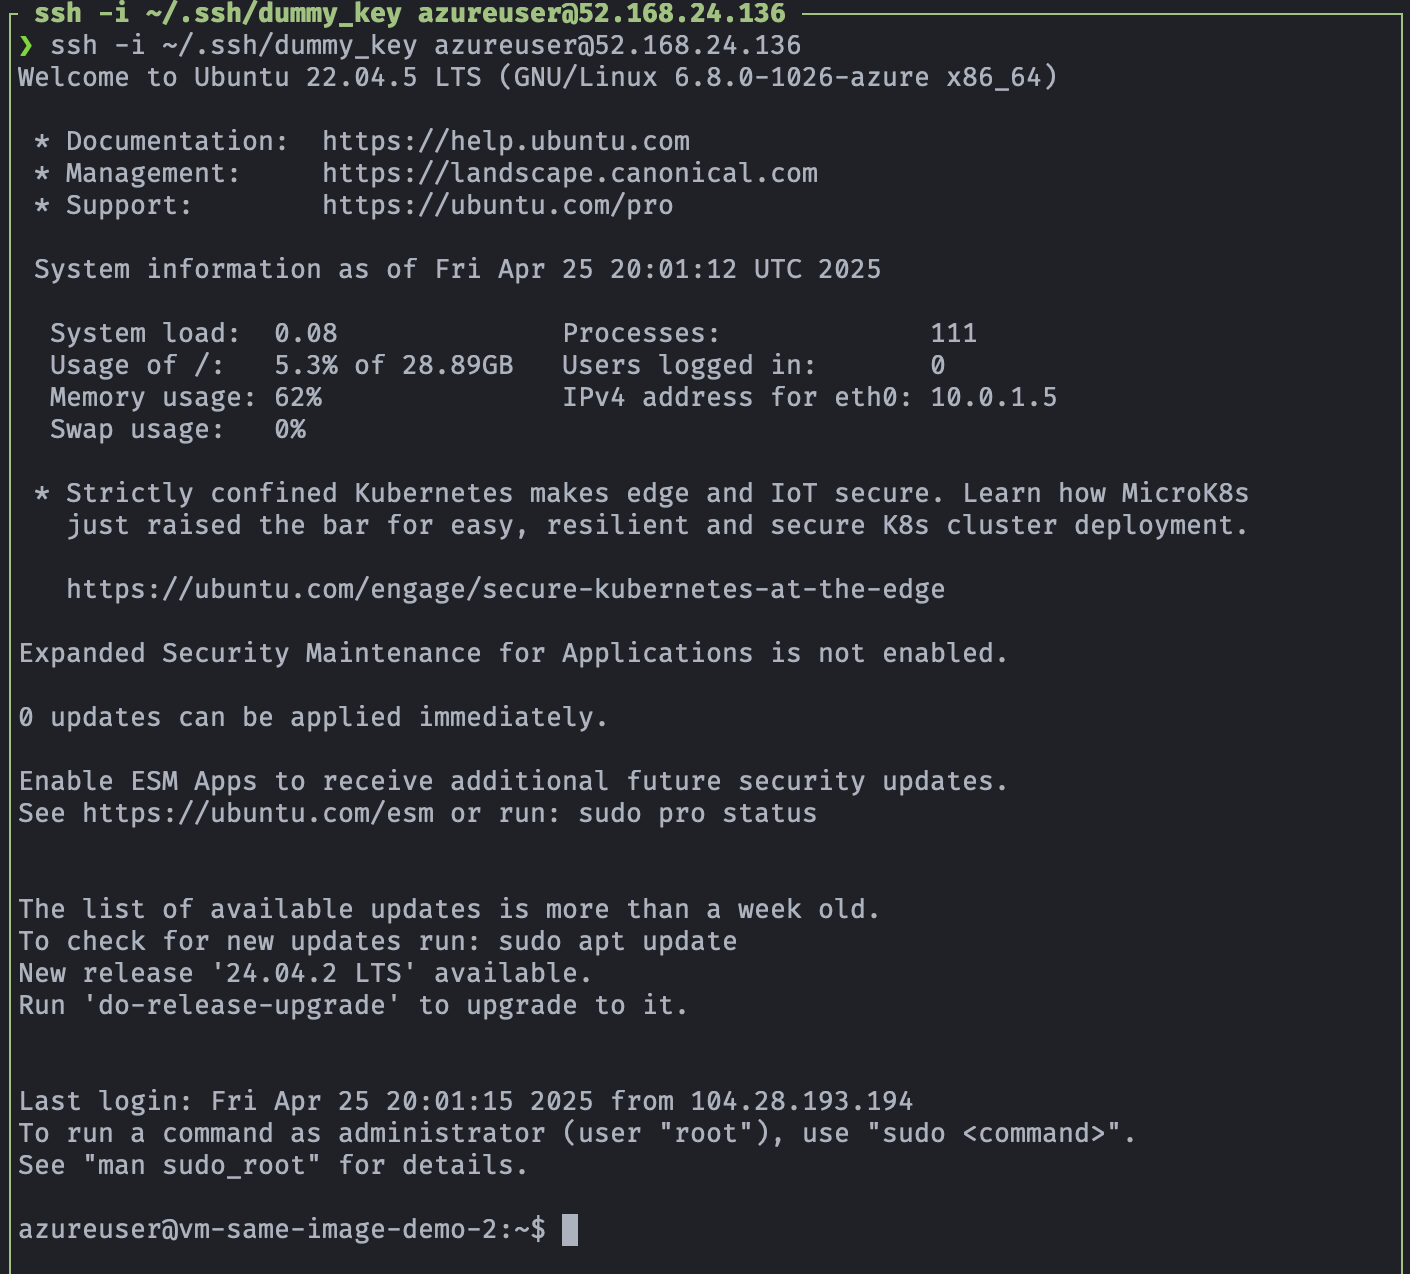 ssh -i ~/.ssh/dummy_key azureuser@52.168.24.136
❯ ssh -i ~/.ssh/dummy_key azureuser@52.168.24.136
Welcome to Ubuntu 22.04.5 LTS (GNU/Linux 6.8.0-1026-azure x86_64)

 * Documentation:  https://help.ubuntu.com
 * Management:     https://landscape.canonical.com
 * Support:        https://ubuntu.com/pro

 System information as of Fri Apr 25 20:01:12 UTC 2025

  System load:  0.08              Processes:             111
  Usage of /:   5.3% of 28.89GB   Users logged in:       0
  Memory usage: 62%               IPv4 address for eth0: 10.0.1.5
  Swap usage:   0%

 * Strictly confined Kubernetes makes edge and IoT secure. Learn how MicroK8s
   just raised the bar for easy, resilient and secure K8s cluster deployment.

   https://ubuntu.com/engage/secure-kubernetes-at-the-edge

Expanded Security Maintenance for Applications is not enabled.

0 updates can be applied immediately.

Enable ESM Apps to receive additional future security updates.
See https://ubuntu.com/esm or run: sudo pro status


The list of available updates is more than a week old.
To check for new updates run: sudo apt update
New release '24.04.2 LTS' available.
Run 'do-release-upgrade' to upgrade to it.


Last login: Fri Apr 25 20:01:15 2025 from 104.28.193.194
To run a command as administrator (user "root"), use "sudo <command>".
See "man sudo_root" for details.

azureuser@vm-same-image-demo-2:~$